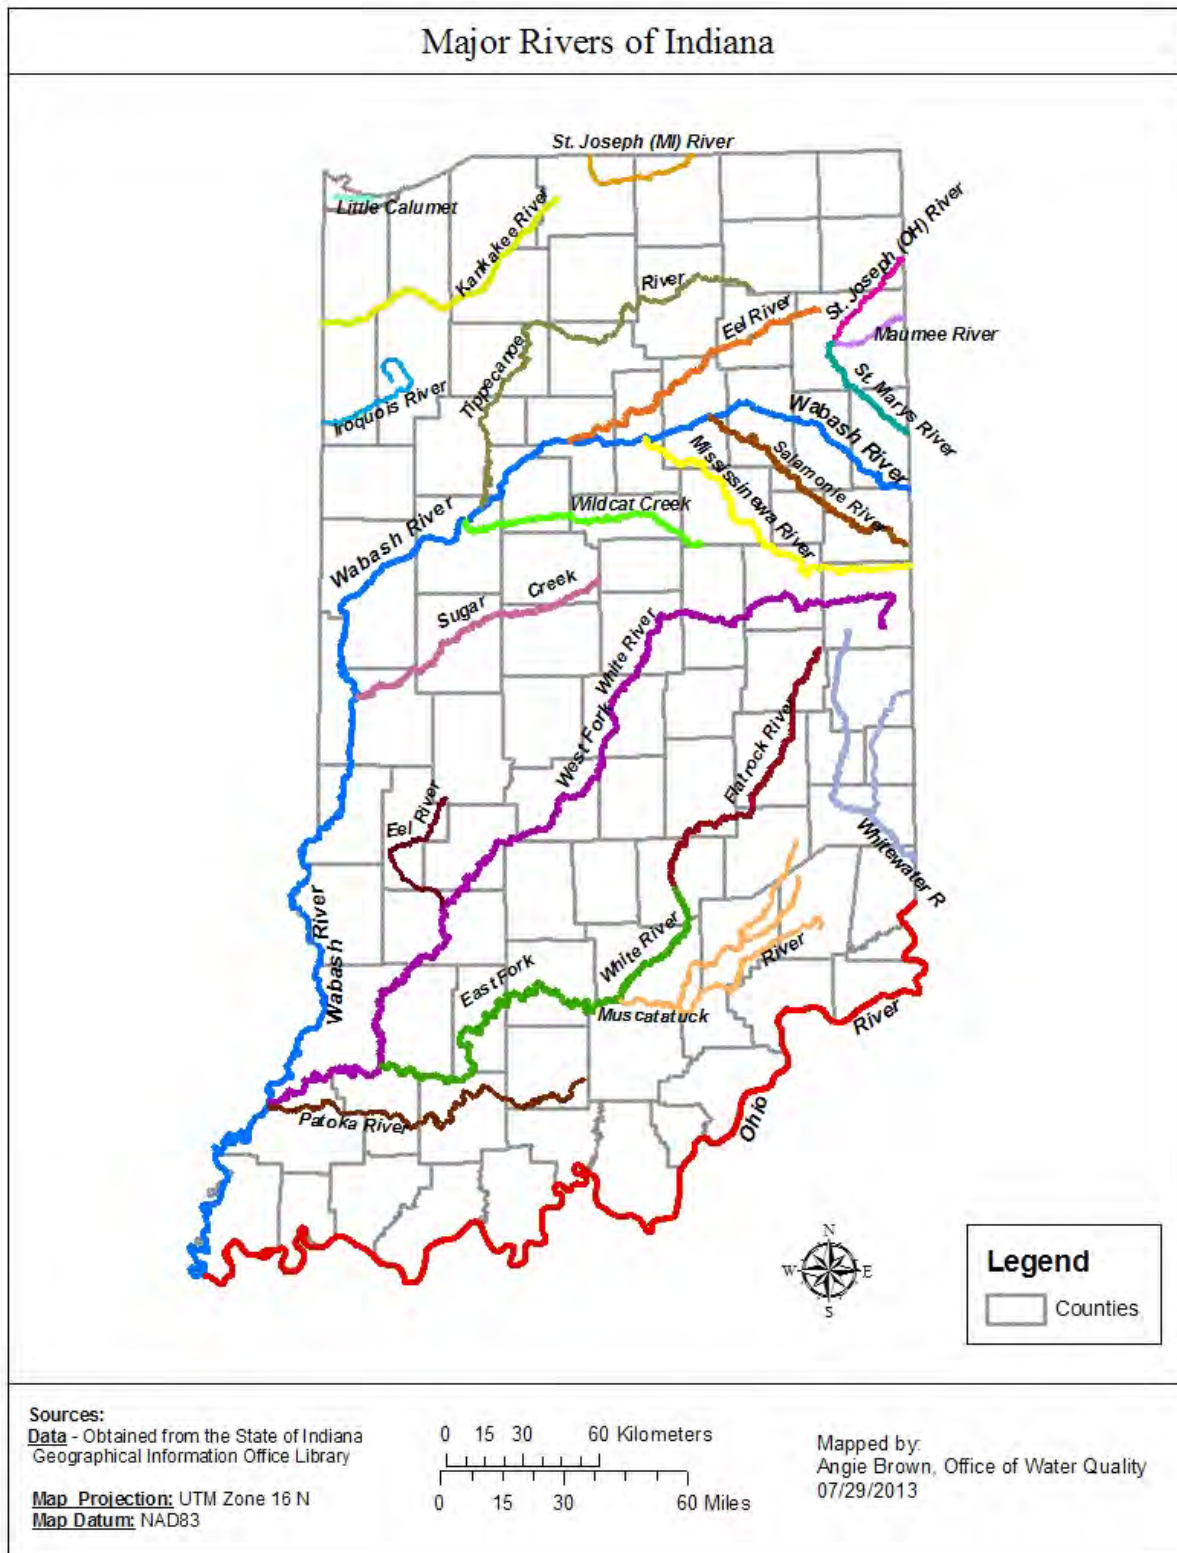 Major Rivers of Indiana
St. Joseph (MI) River
Little Calumet
Kankakee River
St. Joseph (OH) River
River
Tippecanoe
Eel River
Maumee River
Iroquois River
St. Marys River
Wabash River
Salamonie River
Mississinewa River
Wildcat Creek
Wabash River
Sugar Creek
White River
West Fork
Flatrock River
Eel River
Whitewater R
Wabash River
White River
East Fork
River
Muscatatuck
River
Ohio
Patoka River
N
W E
S
Legend
Counties
Sources:
Data - Obtained from the State of Indiana
Geographical Information Office Library
Map Projection: UTM Zone 16 N
Map Datum: NAD83
0 15 30 60 Kilometers
0 15 30 60 Miles
Mapped by:
Angie Brown, Office of Water Quality
07/29/2013